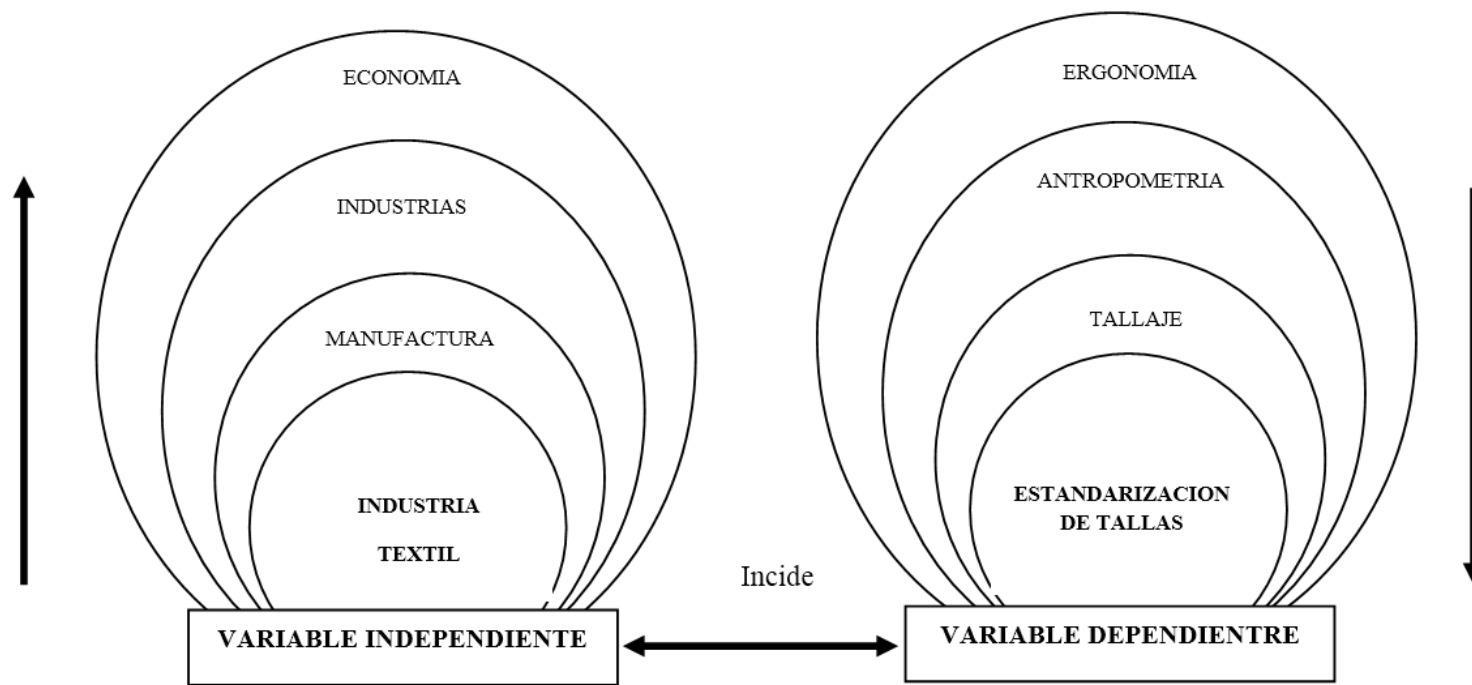 ECONOMIA
INDUSTRIAS
MANUFACTURA
INDUSTRIA
TEXTIL
VARIABLE INDEPENDIENTE
Incide
ERGONOMIA
ANTROPOMETRIA
TALLAJE
ESTANDARIZACION
DE TALLAS
VARIABLE DEPENDIENTRE